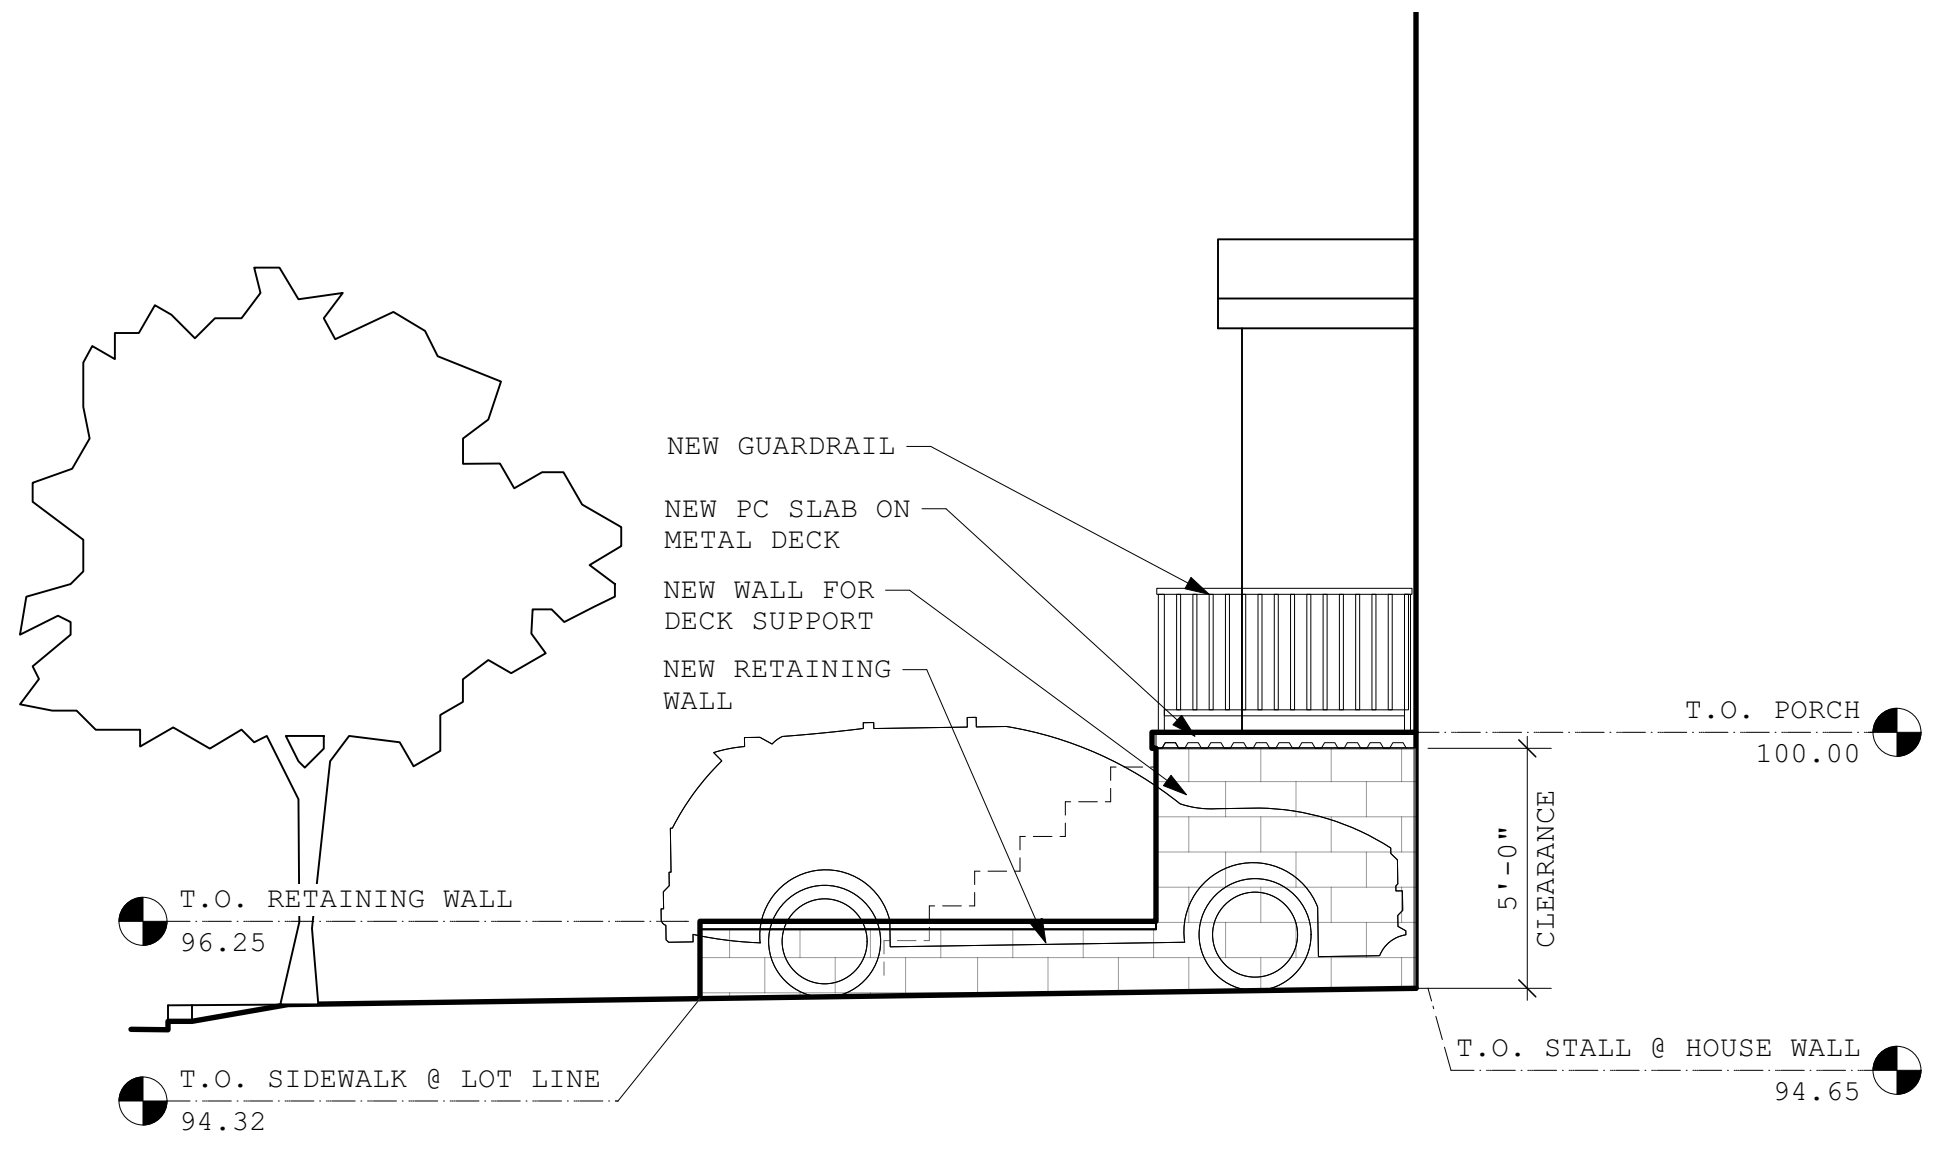 NEW GUARDRAIL
NEW PC SLAB ON
METAL DECK
NEW WALL FOR
DECK SUPPORT
NEW RETAINING
WALL
T.O. PORCH
100.00
5'-0"
CLEARANCE
T.O. RETAINING WALL
96.25
T.O. STALL @ HOUSE WALL
94.65
T.O. SIDEWALK @ LOT LINE
94.32